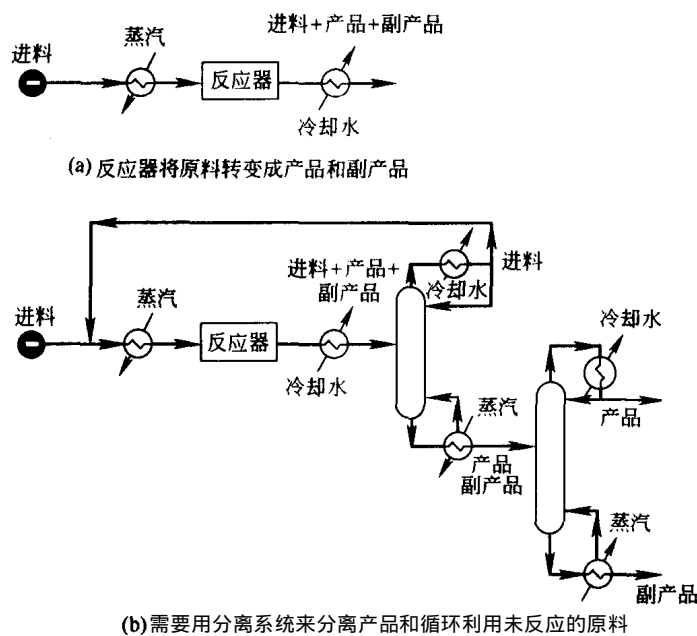 进料+产品+副产品
蒸汽
进料
反应器
冷却水
(a) 反应器将原料转变成产品和副产品
进料
进料+产品+
副产品
冷却水
蒸汽
进料
反应器
冷却水
冷却水
产品
蒸汽
产品
副产品
蒸汽
副产品
(b)需要用分离系统来分离产品和循环利用未反应的原料